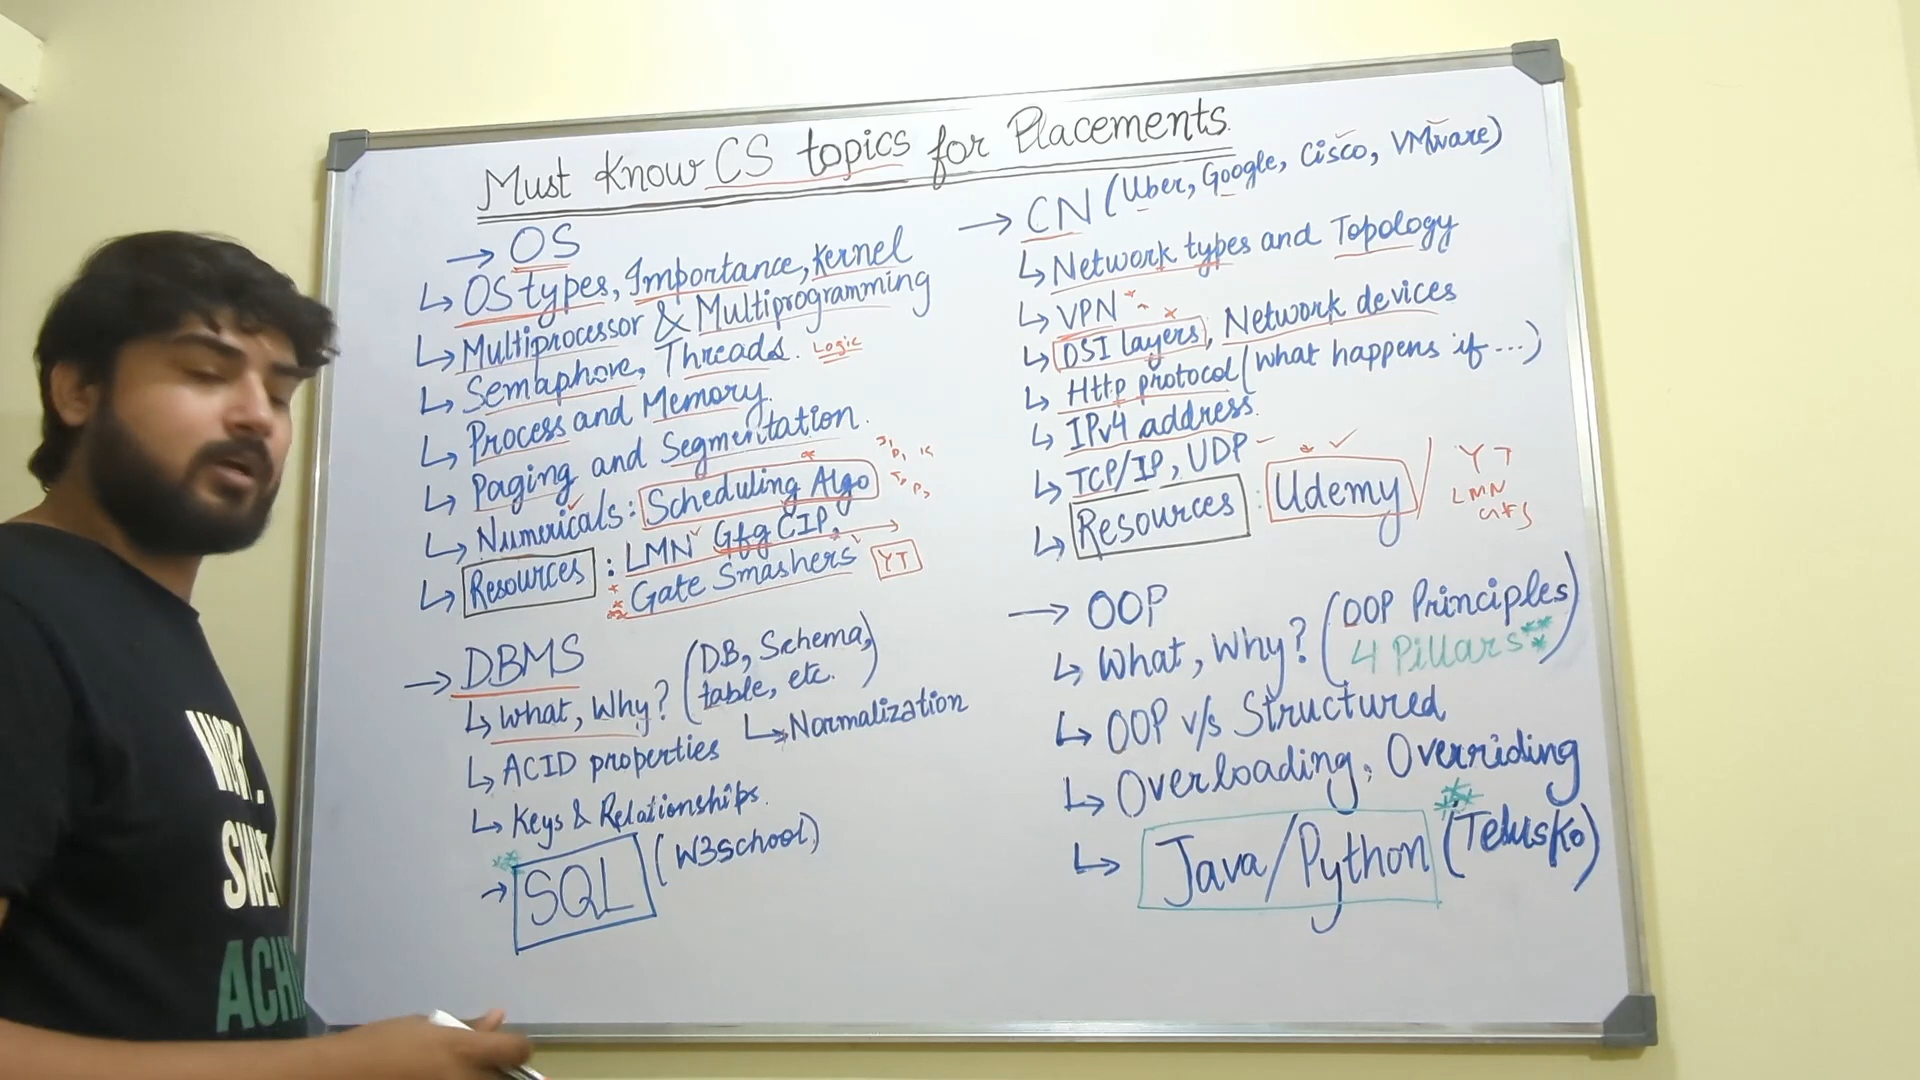 Must Know CS topics for Placements
→ OS
↳ OS types, Importance, Kernel
↳ Multiprocessor & Multiprogramming
↳ Semaphore, Threads. Logic
↳ Process and Memory.
↳ Paging and Segmentation.
↳ Numericals: Scheduling Algo
↳ Resources : LMN Gfg CIP,
Gate Smashers YT
→ DBMS
↳ What, Why? (DB, Schema, table, etc.)
↳ Normalization
↳ ACID properties
↳ Keys & Relationships.
→ SQL (W3school)
→ CN (Uber, Google, Cisco, VMware)
↳ Network types and Topology
↳ VPN
↳ OSI layers, Network devices
↳ Http protocol (what happens if ...)
↳ IPv4 address.
↳ TCP/IP, UDP
↳ Resources : Udemy / YT
LMN
→ OOP
↳ What, Why? (OOP Principles
4 Pillars**)
↳ OOP v/s Structured
↳ Overloading, Overriding
↳ Java/Python (Telusko)
WORK.
ACHI